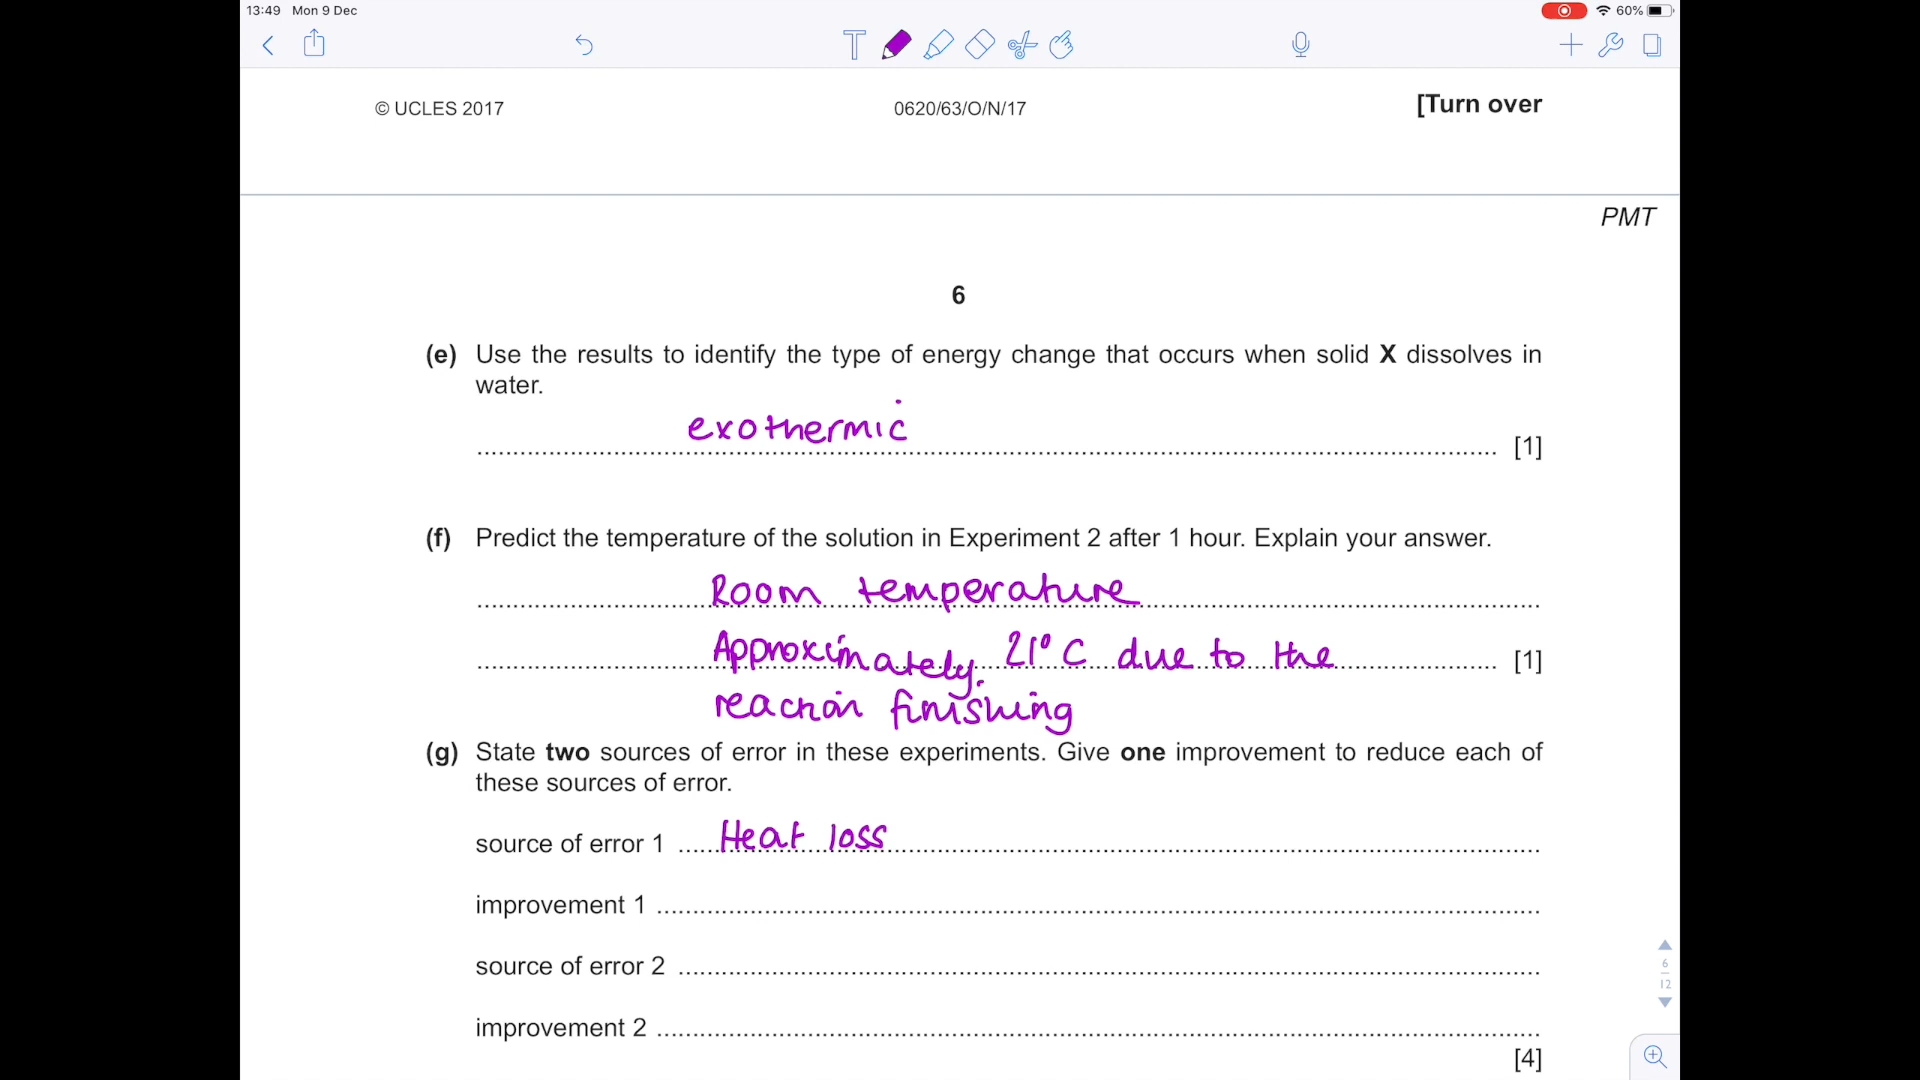 13:49 Mon 9 Dec
60%
© UCLES 2017 0620/63/O/N/17 [Turn over
PMT
6
(e) Use the results to identify the type of energy change that occurs when solid X dissolves in
water.
exothermic
[1]
(f) Predict the temperature of the solution in Experiment 2 after 1 hour. Explain your answer.
Room temperature
Approximately 21°C due to the [1]
reaction finishing
(g) State two sources of error in these experiments. Give one improvement to reduce each of
these sources of error.
source of error 1 Heat loss
improvement 1
source of error 2
improvement 2
[4]
6
12